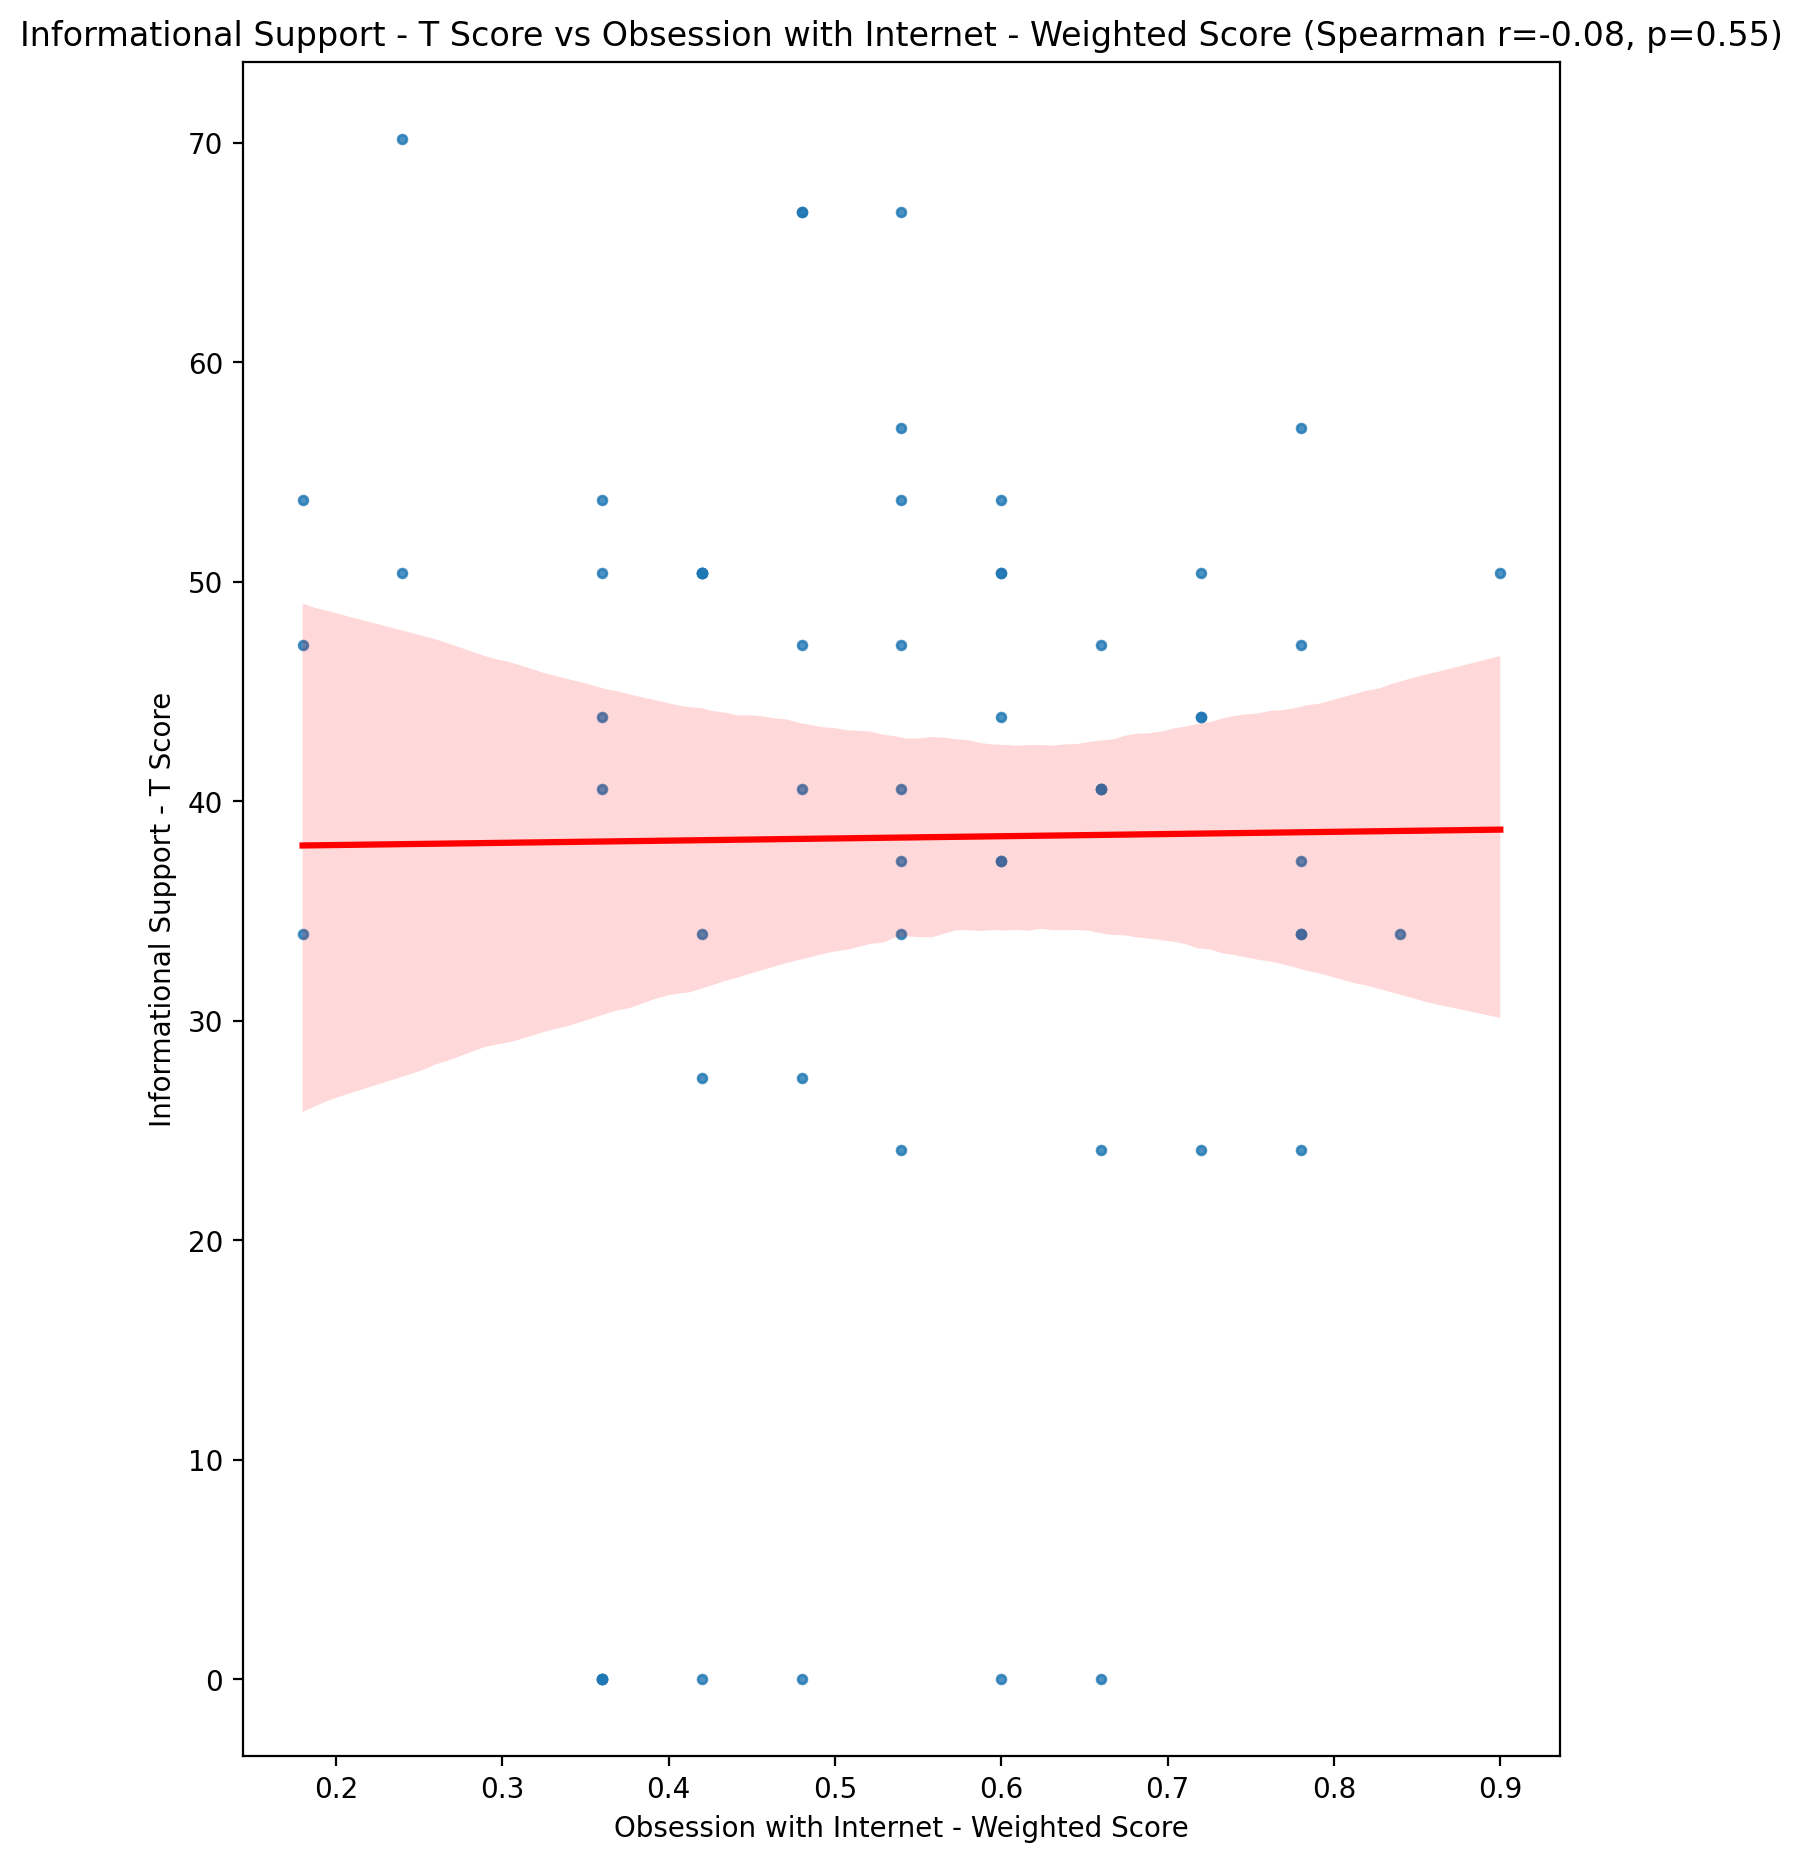 Informational Support - T Score vs Obsession with Internet - Weighted Score (Spearman r=-0.08, p=0.55)
Informational Support - T Score
70
60
50
40
30
20
10
0
0.2 0.3 0.4 0.5 0.6 0.7 0.8 0.9
Obsession with Internet - Weighted Score